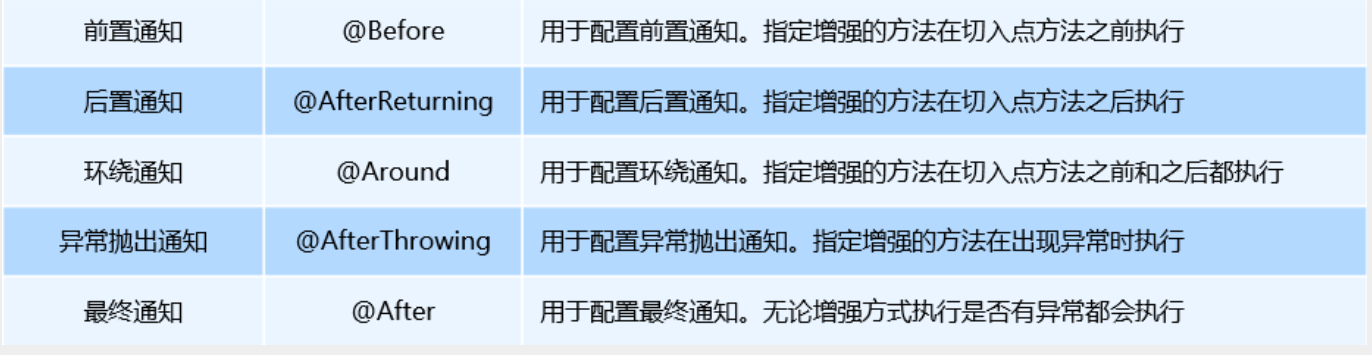 前置通知 @Before 用于配置前置通知。指定增强的方法在切入点方法之前执行
后置通知 @AfterReturning 用于配置后置通知。指定增强的方法在切入点方法之后执行
环绕通知 @Around 用于配置环绕通知。指定增强的方法在切入点方法之前和之后都执行
异常抛出通知 @AfterThrowing 用于配置异常抛出通知。指定增强的方法在出现异常时执行
最终通知 @After 用于配置最终通知。无论增强方式执行是否有异常都会执行